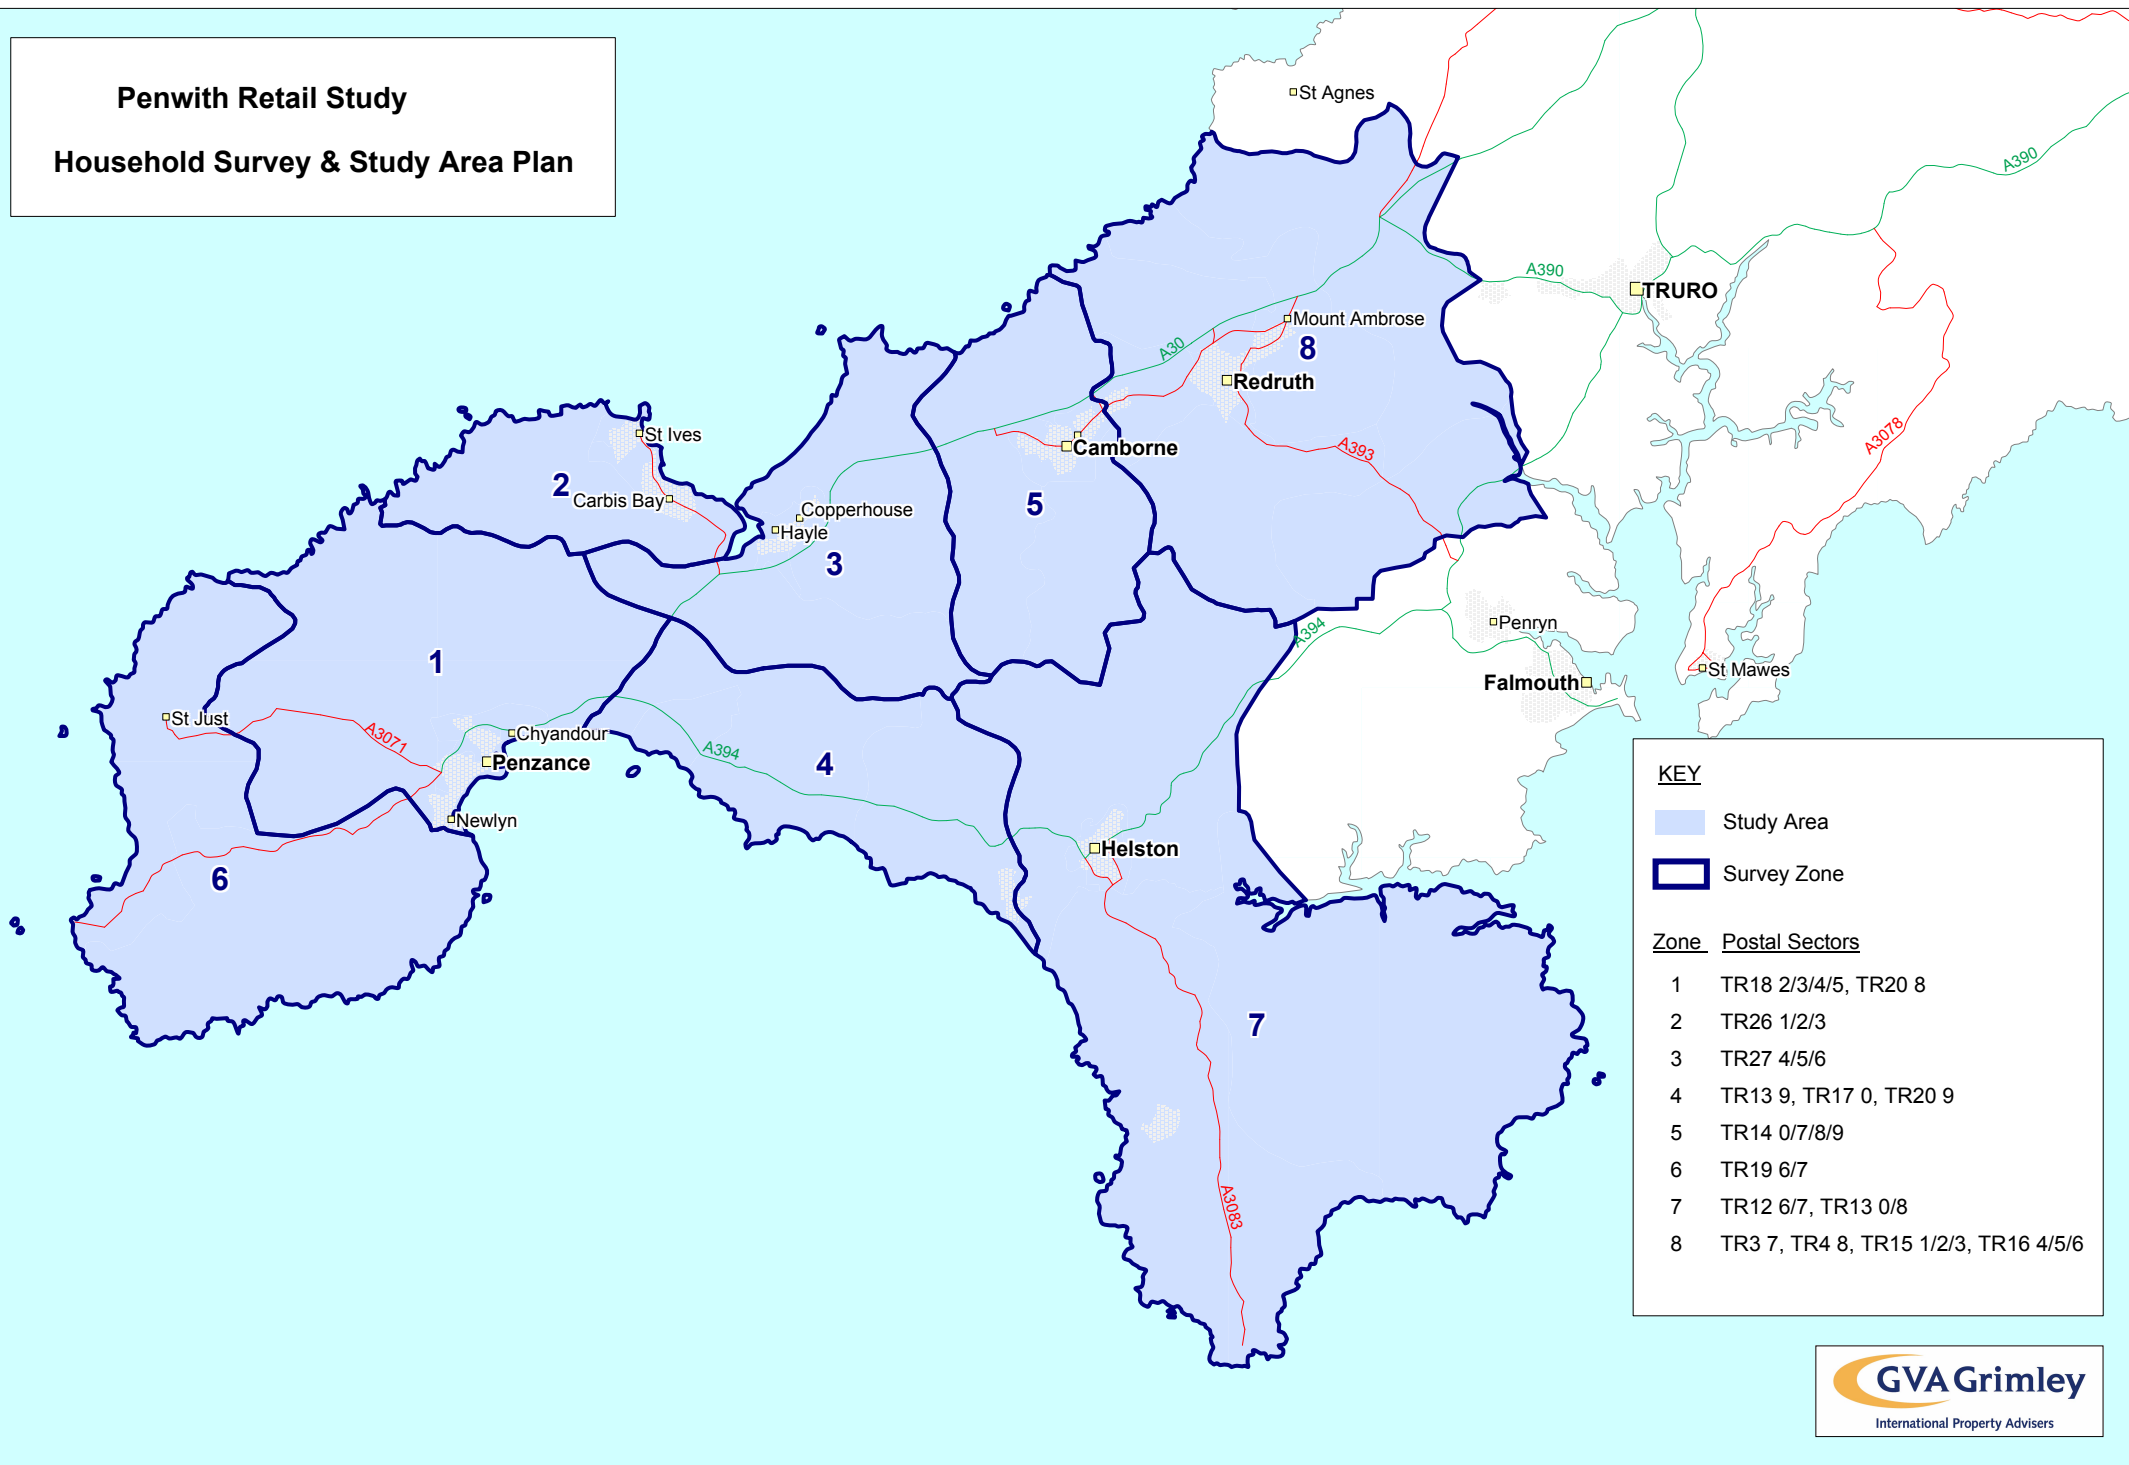 Penwith Retail Study
Household Survey & Study Area Plan
St Agnes
A390
A390
TRURO
Mount Ambrose
A30
8
Redruth
A3078
St Ives
A393
Camborne
2
Carbis Bay
5
Copperhouse
Hayle
3
Penryn
A394
1
St Mawes
Falmouth
St Just
Chyandour
A3071
A394
Penzance
4
Newlyn
Helston
6
7
A3083
KEY
Study Area
Survey Zone
Zone Postal Sectors
1 TR18 2/3/4/5, TR20 8
2 TR26 1/2/3
3 TR27 4/5/6
4 TR13 9, TR17 0, TR20 9
5 TR14 0/7/8/9
6 TR19 6/7
7 TR12 6/7, TR13 0/8
8 TR3 7, TR4 8, TR15 1/2/3, TR16 4/5/6
GVA Grimley
International Property Advisers